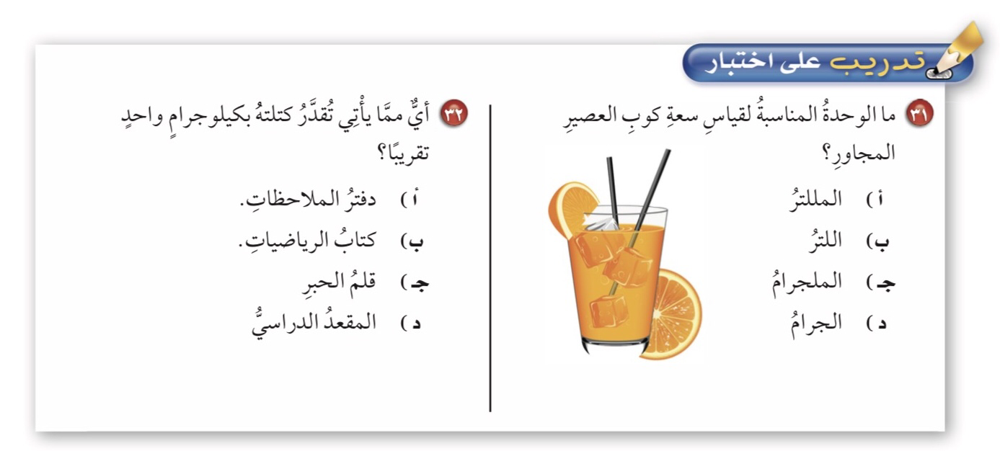 تدريب على اختبار
٣١ ما الوحدةُ المناسبةُ لقياسِ سعةِ كوبِ العصيرِ
المجاورِ؟
أ) المللترُ
ب) اللترُ
جـ) الملجرامُ
د) الجرامُ
٣٢ أيٌّ ممَّا يأْتِي تُقدَّرُ كتلتهُ بكيلوجرامٍ واحدٍ
تقريبًا؟
أ) دفترُ الملاحظاتِ.
ب) كتابُ الرياضياتِ.
جـ) قلمُ الحبرِ
د) المقعدُ الدراسيُّ